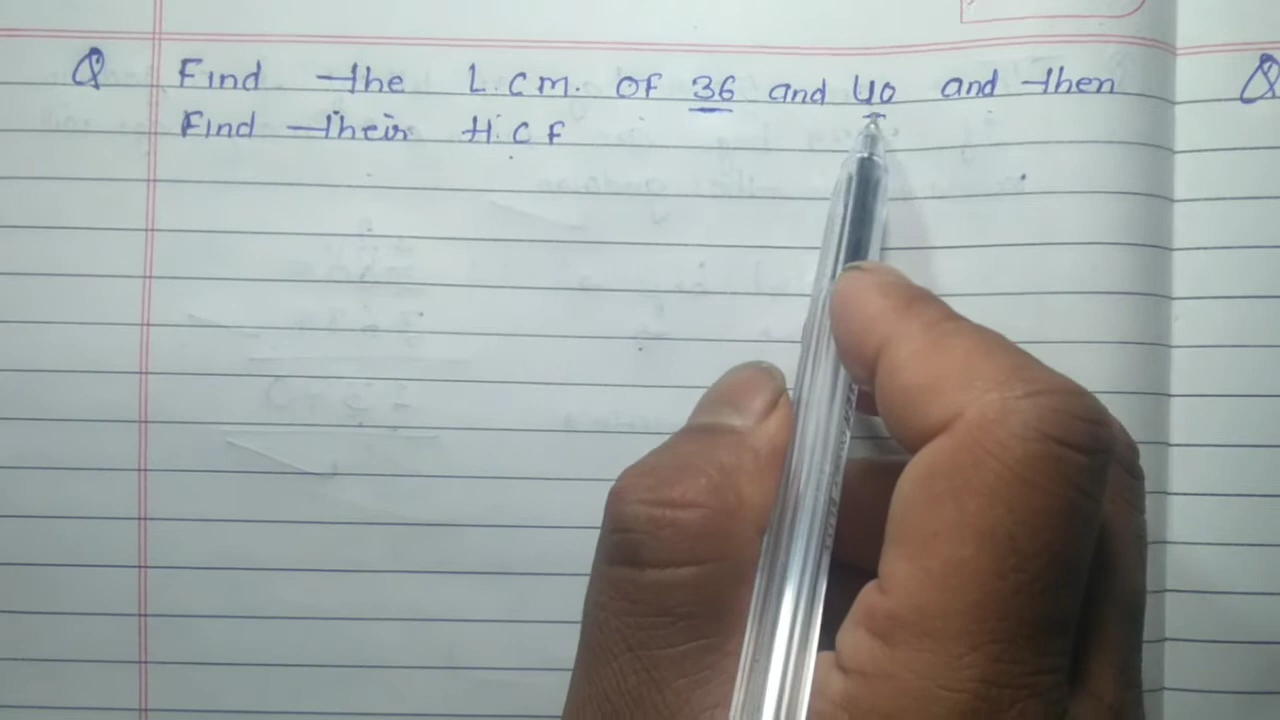 Q Find the L.C.M. OF 36 and 40 and then Q
Find their H.C.F